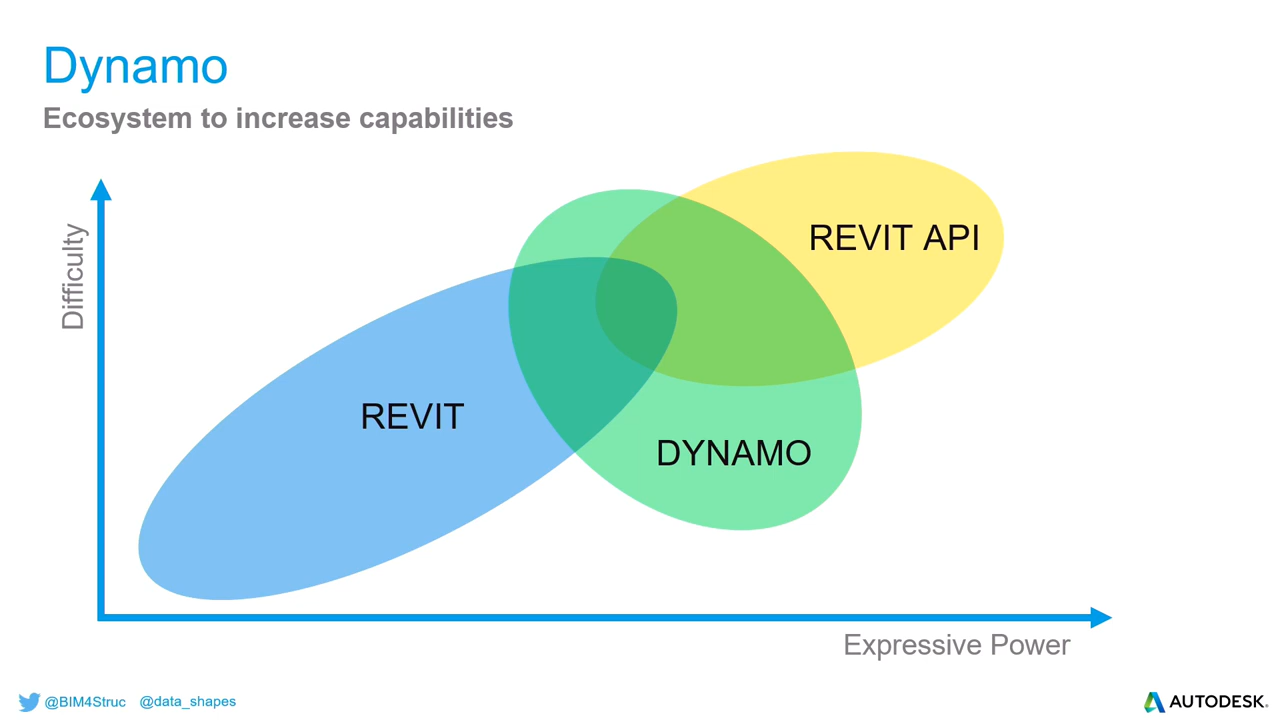 Dynamo
Ecosystem to increase capabilities
Difficulty
REVIT API
REVIT
DYNAMO
Expressive Power
@BIM4Struc @data_shapes
AUTODESK.